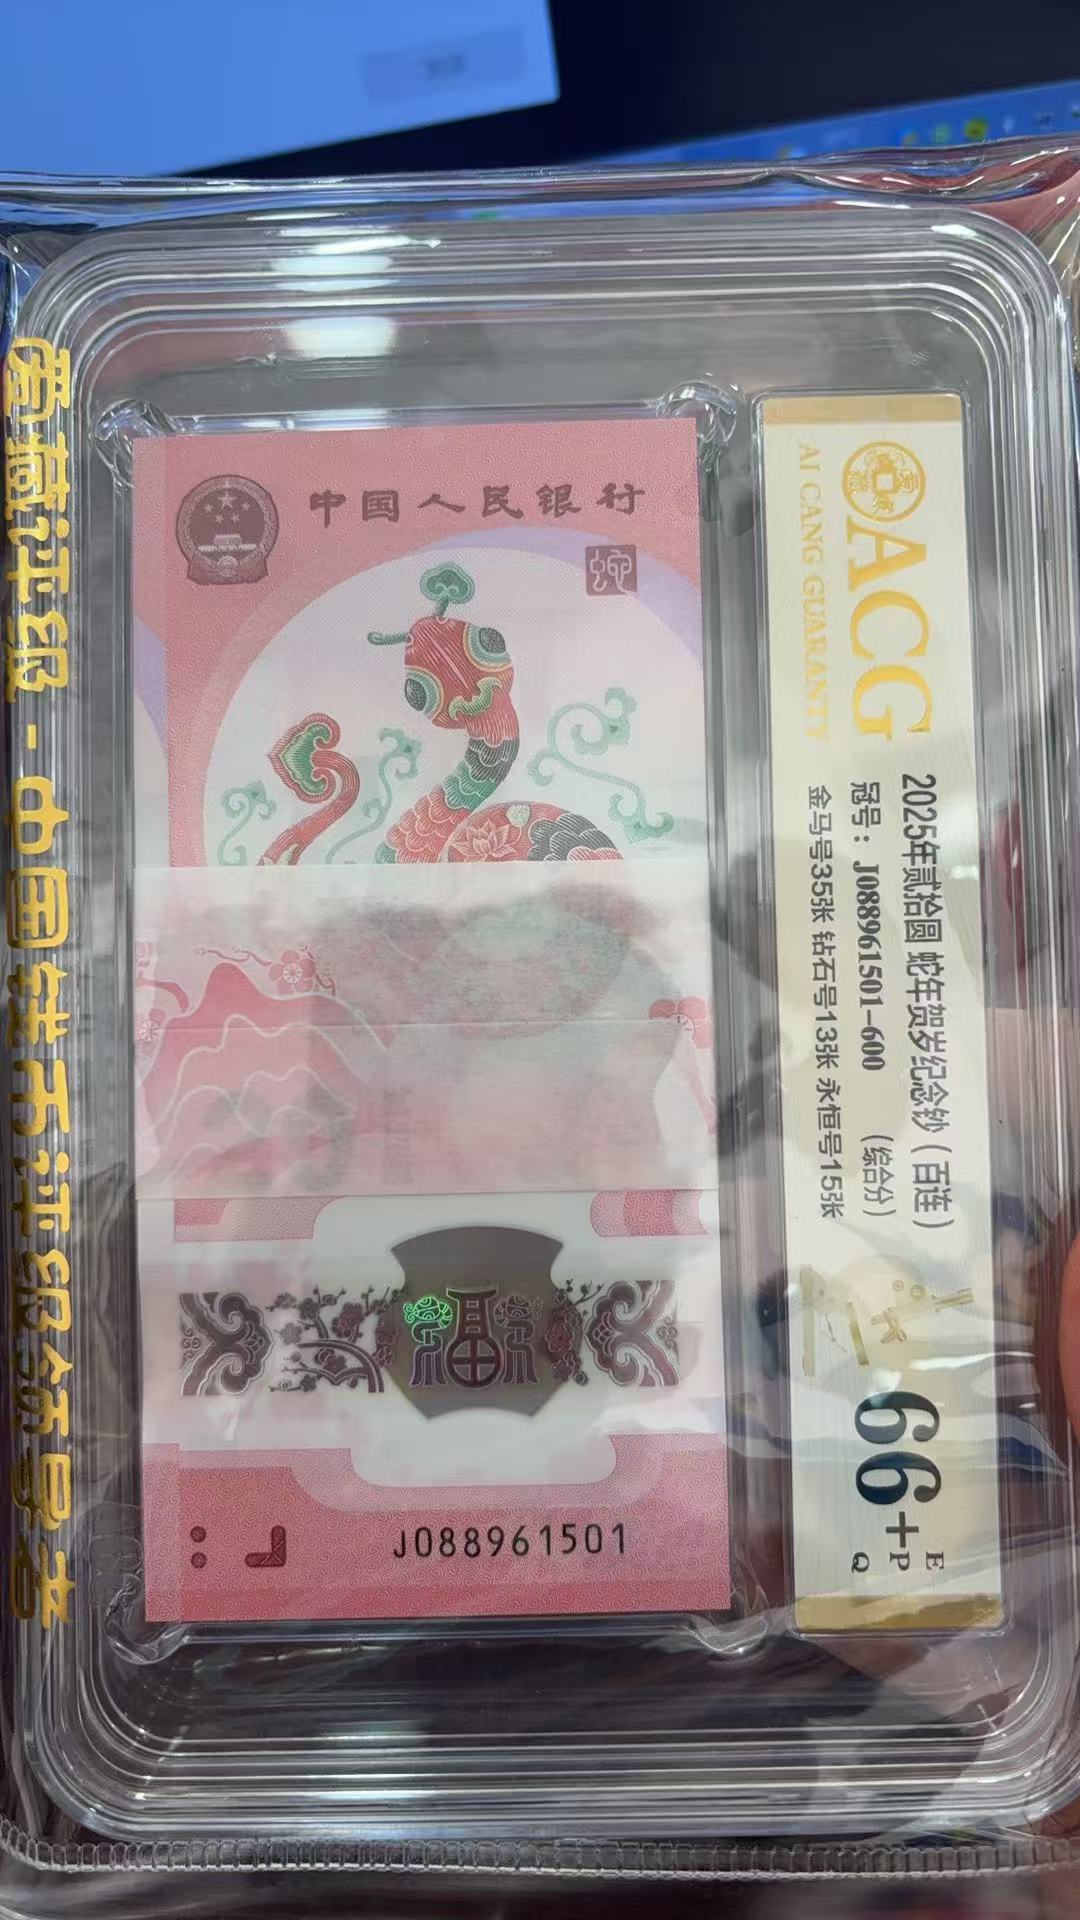 爱藏评级 - 中国钱币评级领导者
中国人民银行
蛇
福
J088961501
ACG
AI CANG GUARANTY
2025年贰拾圆 蛇年贺岁纪念钞（百连）
冠号：J088961501-600 （综合分）
金马号35张 钻石号13张 永恒号15张
66+
E
P
Q